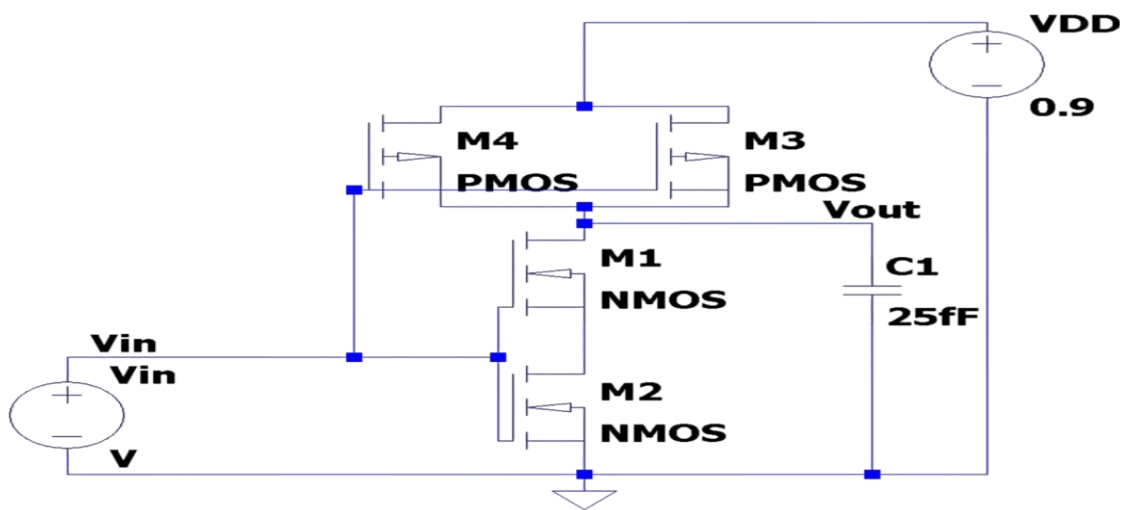 VDD
0.9
M4
PMOS
M3
PMOS
Vout
M1
NMOS
C1
25fF
Vin
Vin
V
M2
NMOS